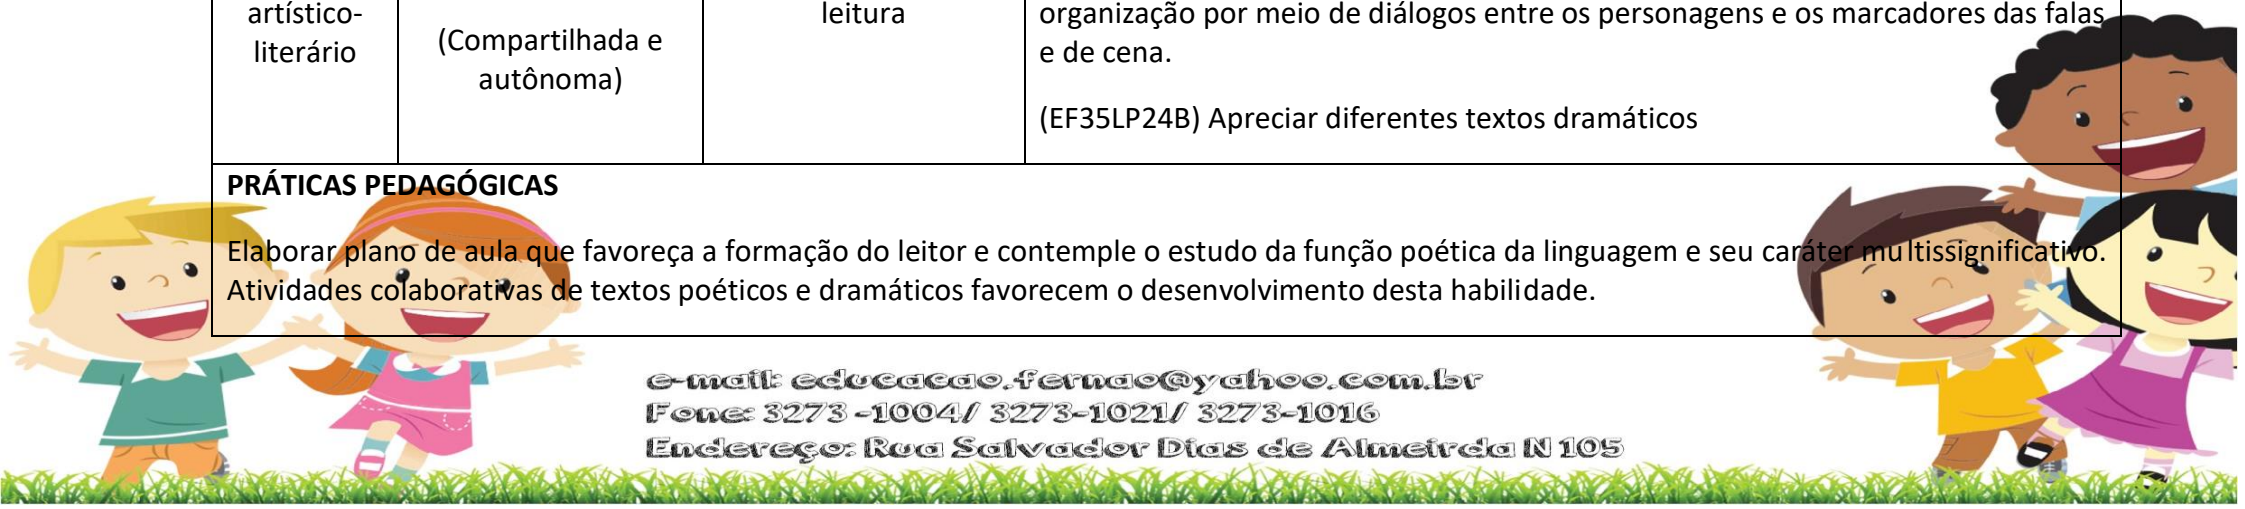 artístico-
literário
(Compartilhada e
autônoma)
leitura
organização por meio de diálogos entre os personagens e os marcadores das falas
e de cena.
(EF35LP24B) Apreciar diferentes textos dramáticos
PRÁTICAS PEDAGÓGICAS
Elaborar plano de aula que favoreça a formação do leitor e contemple o estudo da função poética da linguagem e seu caráter multissignificativo.
Atividades colaborativas de textos poéticos e dramáticos favorecem o desenvolvimento desta habilidade.
e-mail: educacao.fernao@yahoo.com.br
Fone: 3273 -1004/ 3273-1021/ 3273-1016
Endereço: Rua Salvador Dias de Almeirda N 105